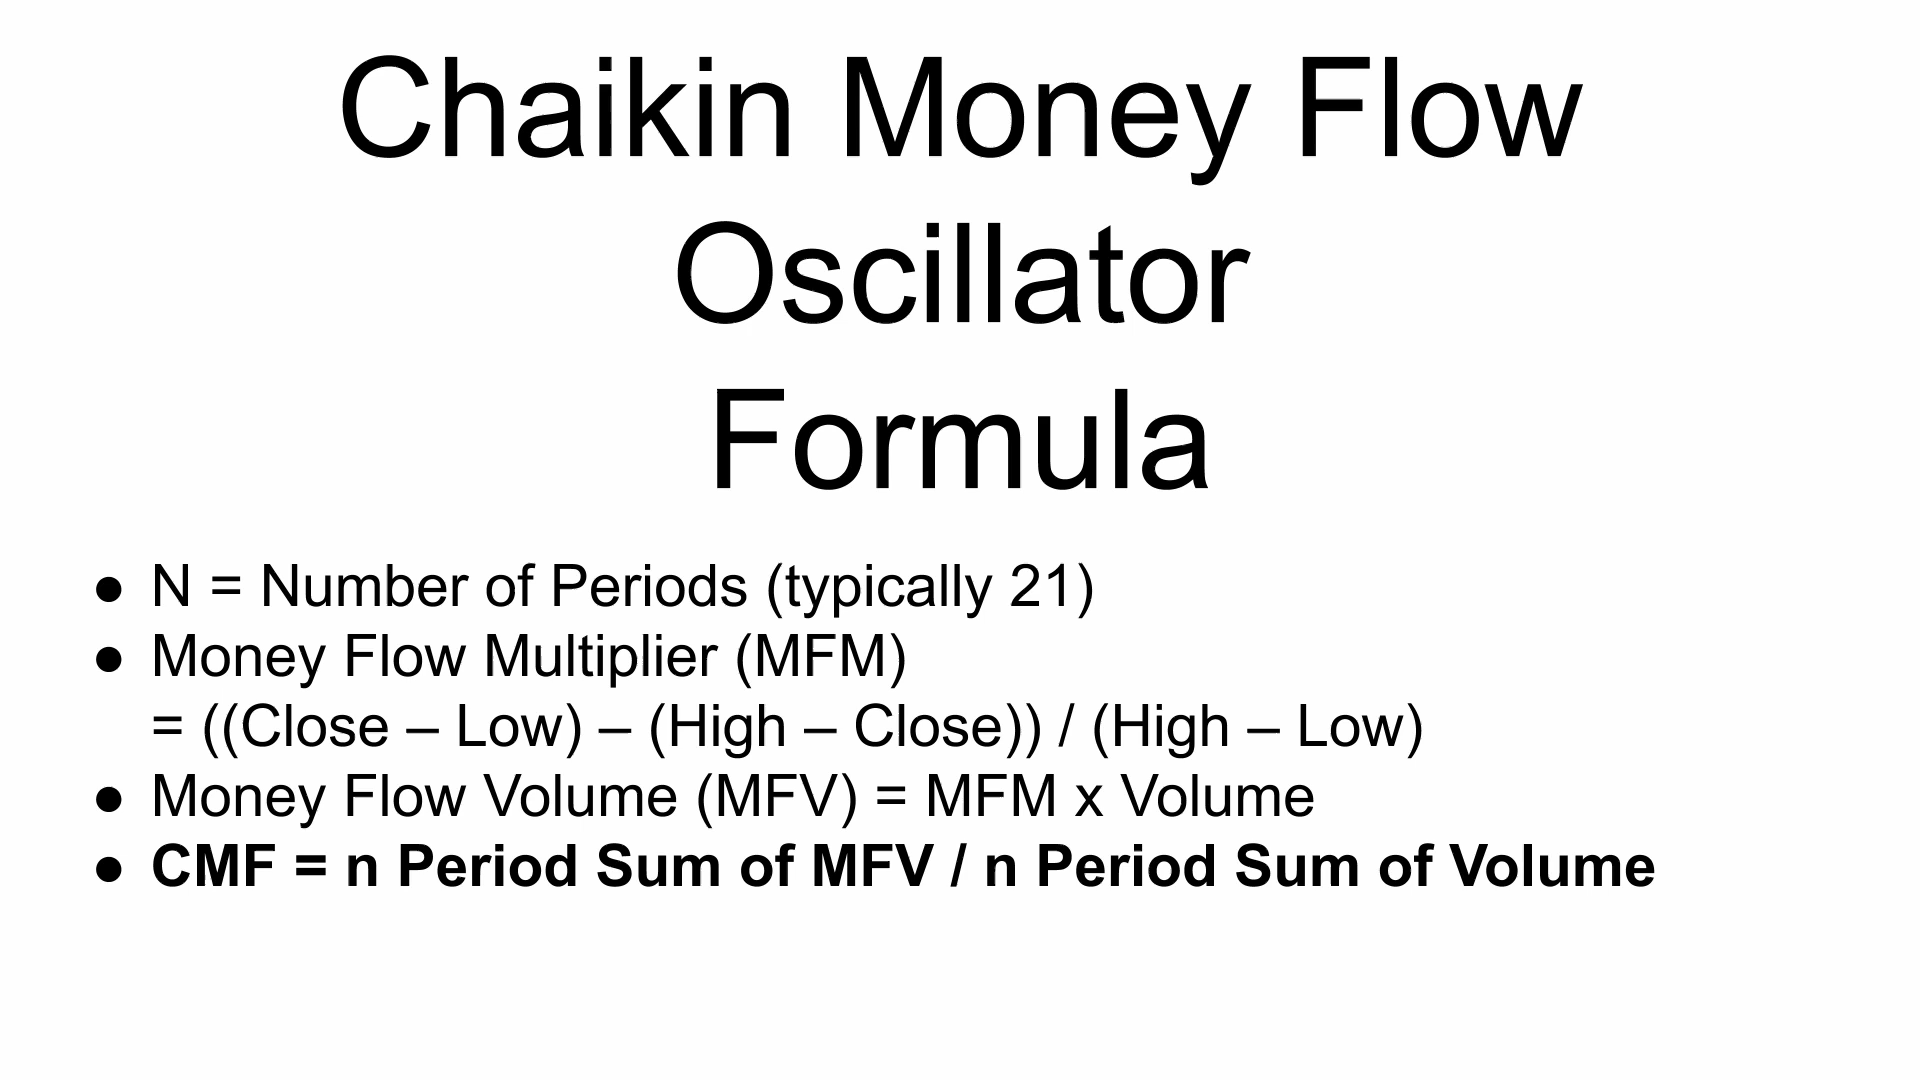 Chaikin Money Flow
Oscillator
Formula
● N = Number of Periods (typically 21)
● Money Flow Multiplier (MFM)
= ((Close – Low) – (High – Close)) / (High – Low)
● Money Flow Volume (MFV) = MFM x Volume
● CMF = n Period Sum of MFV / n Period Sum of Volume